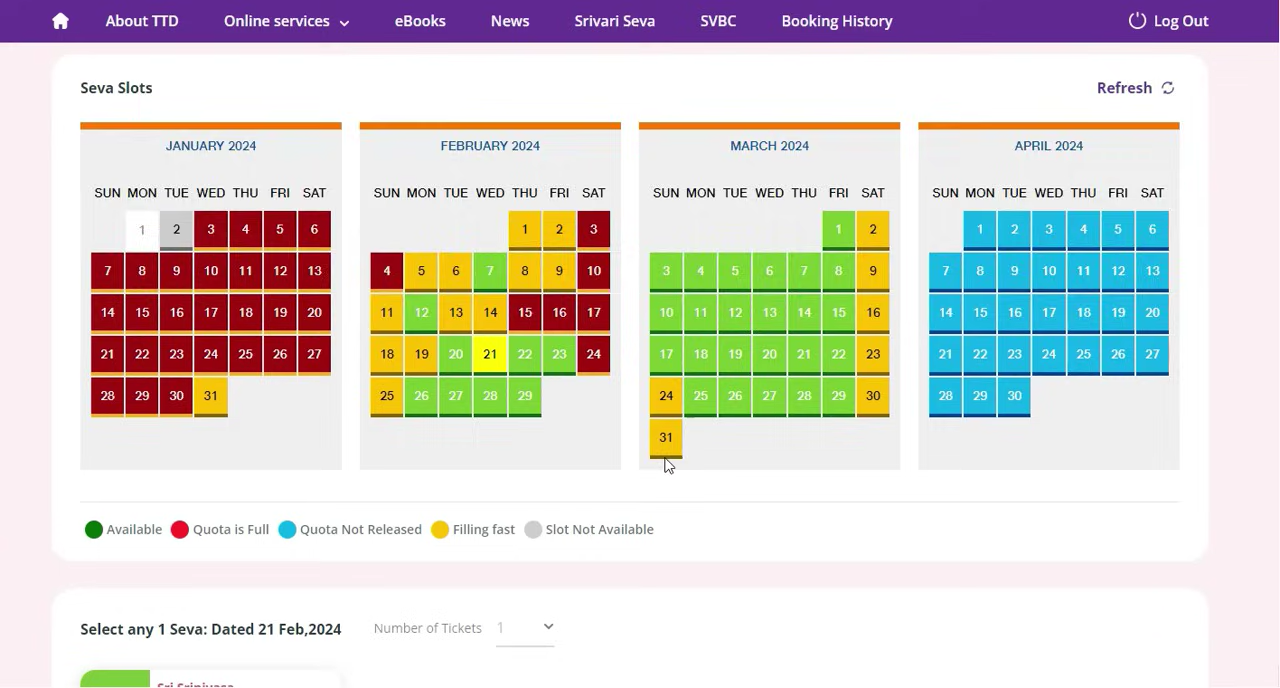 About TTD Online services eBooks News Srivari Seva SVBC Booking History Log Out
Seva Slots Refresh
JANUARY 2024
SUN MON TUE WED THU FRI SAT
1 2 3 4 5 6
7 8 9 10 11 12 13
14 15 16 17 18 19 20
21 22 23 24 25 26 27
28 29 30 31
FEBRUARY 2024
SUN MON TUE WED THU FRI SAT
1 2 3
4 5 6 7 8 9 10
11 12 13 14 15 16 17
18 19 20 21 22 23 24
25 26 27 28 29
MARCH 2024
SUN MON TUE WED THU FRI SAT
1 2
3 4 5 6 7 8 9
10 11 12 13 14 15 16
17 18 19 20 21 22 23
24 25 26 27 28 29 30
31
APRIL 2024
SUN MON TUE WED THU FRI SAT
1 2 3 4 5 6
7 8 9 10 11 12 13
14 15 16 17 18 19 20
21 22 23 24 25 26 27
28 29 30
Available Quota is Full Quota Not Released Filling fast Slot Not Available
Select any 1 Seva: Dated 21 Feb,2024 Number of Tickets 1
Sri Srinivasa